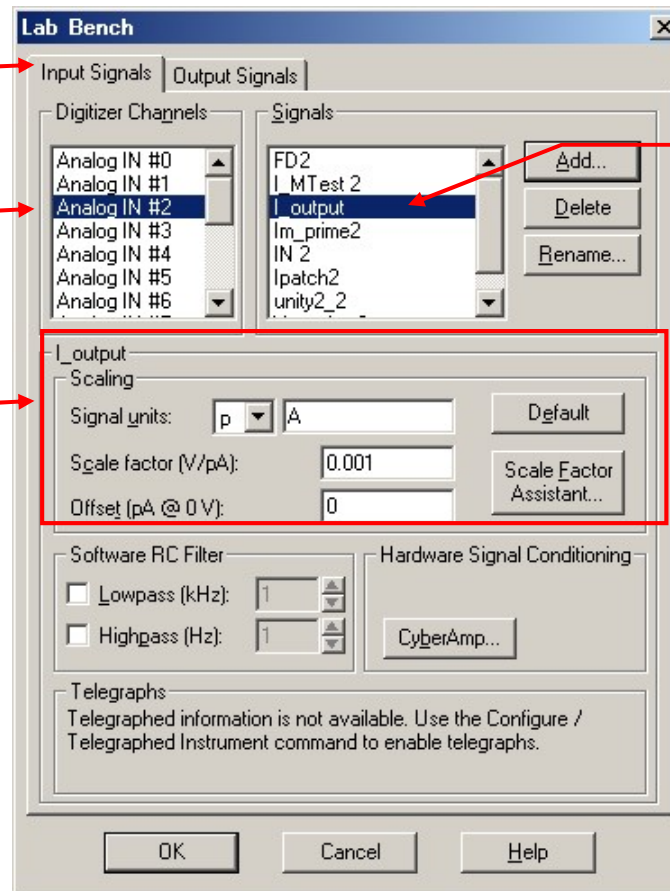 Lab Bench
Input Signals
Output Signals
Digitizer Channels
Analog IN #0
Analog IN #1
Analog IN #2
Analog IN #3
Analog IN #4
Analog IN #5
Analog IN #6
Signals
FD2
I_MTest 2
I_output
Im_prime2
IN 2
Ipatch2
unity2_2
Add...
Delete
Rename...
I_output
Scaling
Signal units:
p
A
Default
Scale factor (V/pA):
0.001
Scale Factor
Assistant...
Offset (pA @ 0 V):
0
Software RC Filter
Lowpass (kHz):
1
Highpass (Hz):
1
Hardware Signal Conditioning
CyberAmp...
Telegraphs
Telegraphed information is not available. Use the Configure /
Telegraphed Instrument command to enable telegraphs.
OK
Cancel
Help